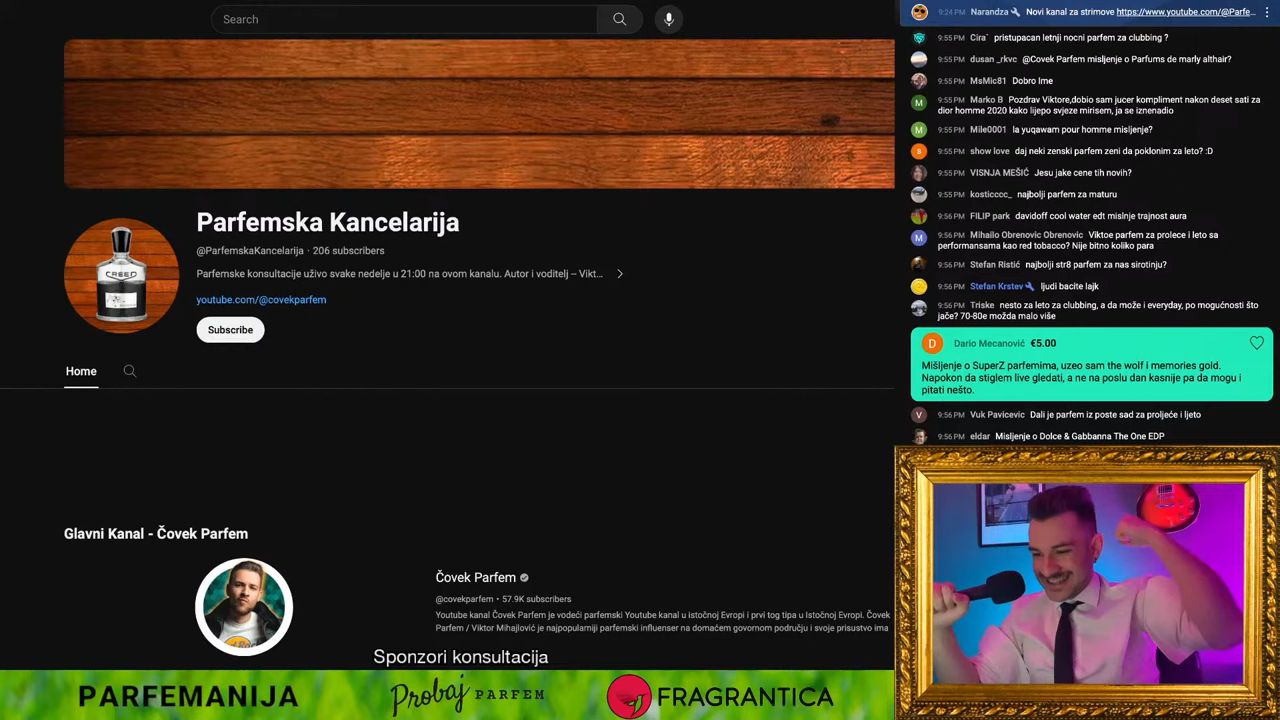 Search
Parfemska Kancelarija
@ParfemskaKancelarija · 206 subscribers
Parfemske konsultacije uživo svake nedelje u 21:00 na ovom kanalu. Autor i voditelj – Vikt...
youtube.com/@covekparfem
Subscribe
Home
Glavni Kanal - Čovek Parfem
Čovek Parfem
@covekparfem • 57.9K subscribers
Youtube kanal Čovek Parfem je vodeći parfemski Youtube kanal u istočnoj Evropi i prvi tog tipa u Istočnoj Evropi. Čovek
Parfem / Viktor Mihajlović je najpopularniji parfemski influenser na domaćem govornom području i svoje prisustvo ima
Sponzori konsultacija
PARFEMANIJA
Probaj PARFEM
FRAGRANTICA
CREED
9:24 PM Narandza Novi kanal za strimove https://www.youtube.com/@Parfe...
9:55 PM Cira` pristupacan letnji nocni parfem za clubbing ?
9:55 PM dusan _rkvc @Covek Parfem misljenje o Parfums de marly althair?
9:55 PM MsMic81 Dobro Ime
M 9:55 PM Marko B Pozdrav Viktore,dobio sam jucer kompliment nakon deset sati za
dior homme 2020 kako lijepo svjeze mirisem, ja se iznenadio
M 9:55 PM Mile0001 la yuqawam pour homme misljenje?
s 9:55 PM show love daj neki zenski parfem zeni da poklonim za leto? :D
9:55 PM VISNJA MEŠIĆ Jesu jake cene tih novih?
9:55 PM kosticccc_ najbolji parfem za maturu
9:56 PM FILIP park davidoff cool water edt mislnje trajnost aura
M 9:56 PM Mihailo Obrenovic Obrenovic Viktoe parfem za prolece i leto sa
performansama kao red tobacco? Nije bitno koliko para
9:56 PM Stefan Ristić najbolji str8 parfem za nas sirotinju?
9:56 PM Stefan Krstev ljudi bacite lajk
9:56 PM Triske nesto za leto za clubbing, a da može i everyday, po mogućnosti što
jače? 70-80e možda malo više
D Dario Mecanović €5.00
Mišljenje o SuperZ parfemima, uzeo sam the wolf i memories gold.
Napokon da stiglem live gledati, a ne na poslu dan kasnije pa da mogu i
pitati nešto.
V 9:56 PM Vuk Pavicevic Dali je parfem iz poste sad za proljeće i ljeto
9:56 PM eldar Misljenje o Dolce & Gabbanna The One EDP